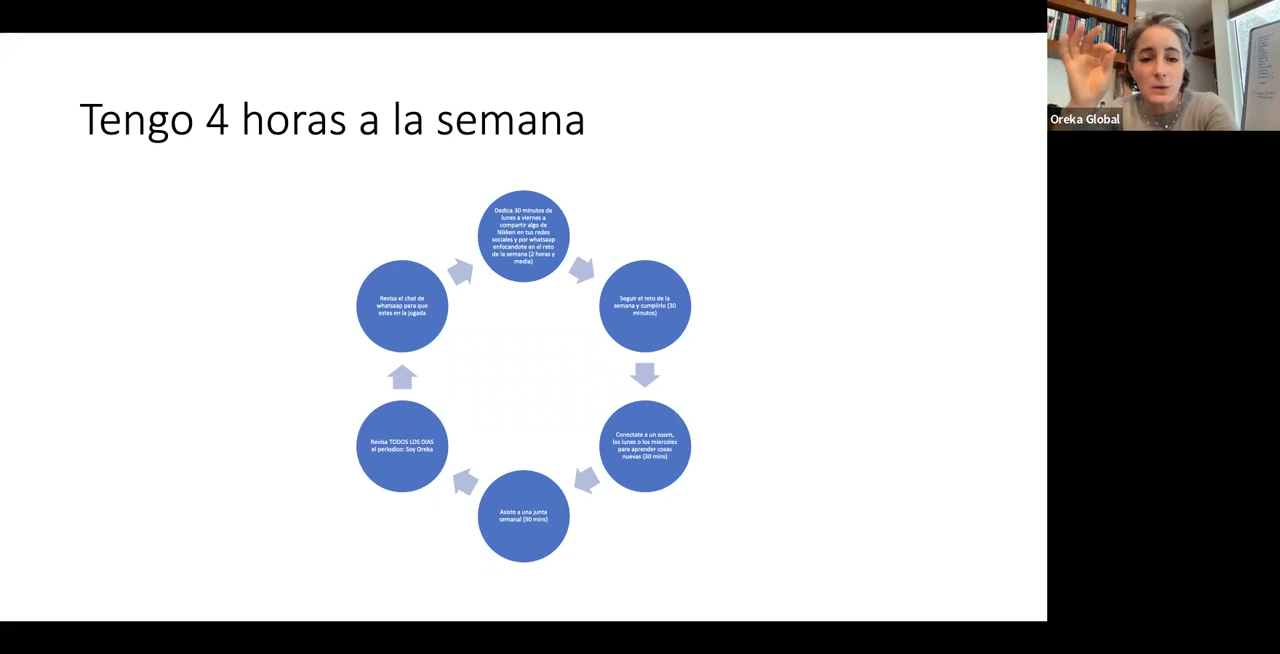 Tengo 4 horas a la semana
Dedica 30 minutos de
lunes a viernes a
compartir algo de
Nikken en tus redes
sociales y por whatsaap
enfocandote en el reto
de la semana (2 horas y
media)
Seguir el reto de la
semana y cumplirlo (30
minutos)
Conectate a un zoom,
los lunes o los miercoles
para aprender cosas
nuevas (30 mins)
Asiste a una junta
semanal (30 mins)
Revisa TODOS LOS DIAS
el periodico: Soy Oreka
Revisa el chat de
whatsaap para que
estes en la jugada
Oreka Global